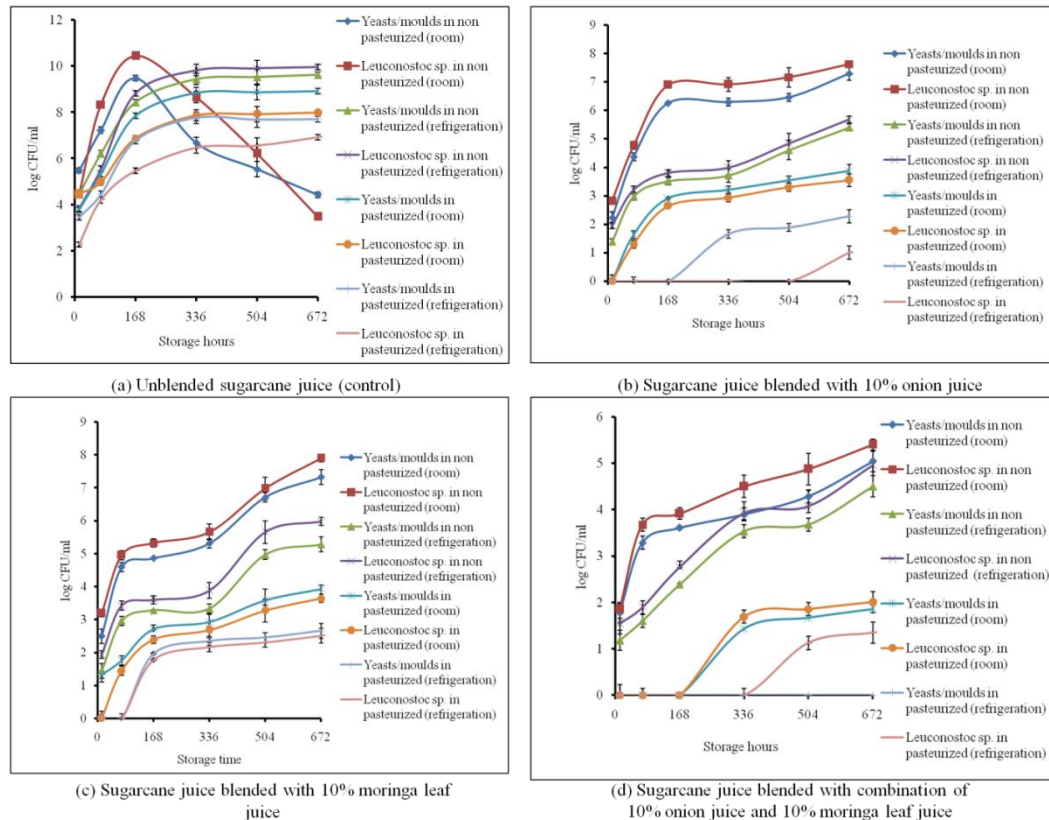 12
10
8
6
4
2
0
log CFU/ml
0 168 336 504 672
Storage hours
Yeasts/moulds in non
pasteurized (room)
Leuconostoc sp. in non
pasteurized (room)
Yeasts/moulds in non
pasteurized (refrigeration)
Leuconostoc sp. in non
pasteurized (refrigeration)
Yeasts/moulds in
pasteurized (room)
Leuconostoc sp. in
pasteurized (room)
Yeasts/moulds in
pasteurized (refrigeration)
Leuconostoc sp. in
pasteurized (refrigeration)
(a) Unblended sugarcane juice (control)
9
8
7
6
5
4
3
2
1
0
log CFU/ml
0 168 336 504 672
Storage hours
Yeasts/moulds in non
pasteurized (room)
Leuconostoc sp. in non
pasteurized (room)
Yeasts/moulds in non
pasteurized (refrigeration)
Leuconostoc sp. in non
pasteurized (refrigeration)
Yeasts/moulds in
pasteurized (room)
Leuconostoc sp. in
pasteurized (room)
Yeasts/moulds in
pasteurized (refrigeration)
Leuconostoc sp. in
pasteurized (refrigeration)
(b) Sugarcane juice blended with 10% onion juice
9
8
7
6
5
4
3
2
1
0
log CFU/ml
0 168 336 504 672
Storage time
Yeasts/moulds in non
pasteurized (room)
Leuconostoc sp. in non
pasteurized (room)
Yeasts/moulds in non
pasteurized (refrigeration)
Leuconostoc sp. in non
pasteurized (refrigeration)
Yeasts/moulds in
pasteurized (room)
Leuconostoc sp. in
pasteurized (room)
Yeasts/moulds in
pasteurized (refrigeration)
Leuconostoc sp. in
pasteurized (refrigeration)
(c) Sugarcane juice blended with 10% moringa leaf
juice
6
5
4
3
2
1
0
log CFU/ml
0 168 336 504 672
Storage hours
Yeasts/moulds in non
pasteurized (room)
Leuconostoc sp. in non
pasteurized (room)
Yeasts/moulds in non
pasteurized (refrigeration)
Leuconostoc sp. in non
pasteurized (refrigeration)
Yeasts/moulds in
pasteurized (room)
Leuconostoc sp. in
pasteurized (room)
Yeasts/moulds in
pasteurized (refrigeration)
Leuconostoc sp. in
pasteurized (refrigeration)
(d) Sugarcane juice blended with combination of
10% onion juice and 10% moringa leaf juice